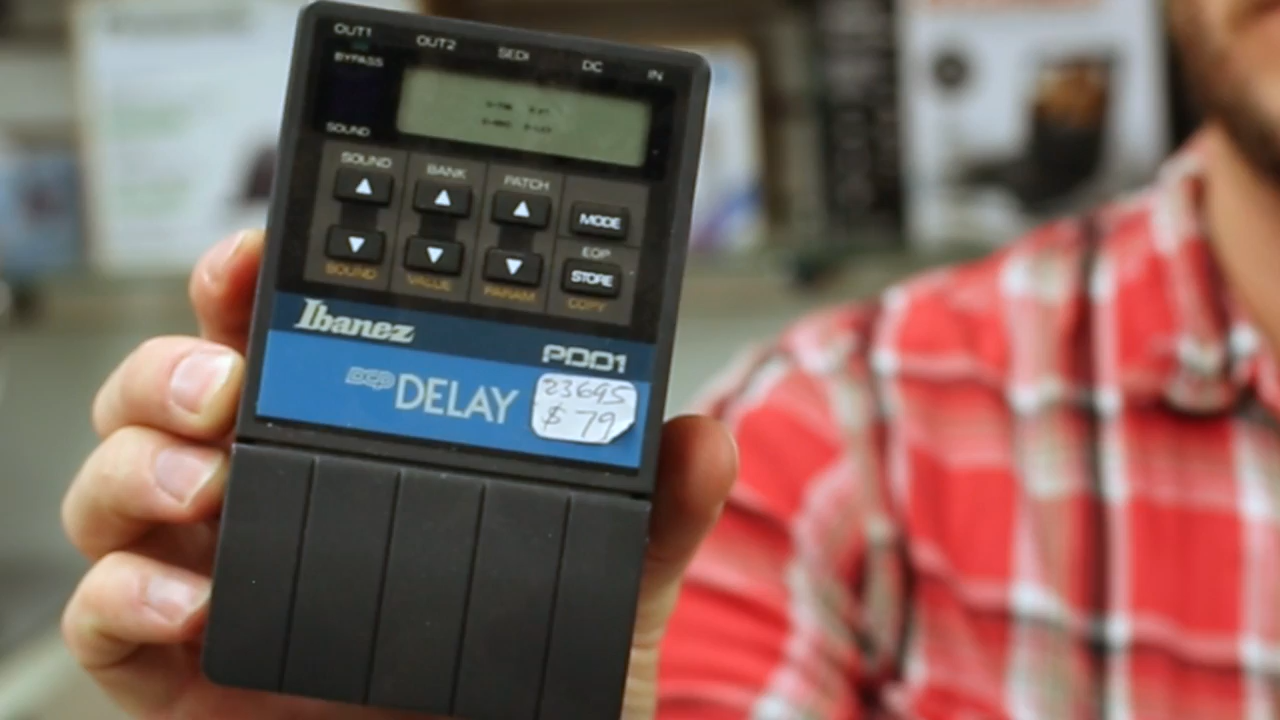 OUT1 OUT2 SEDI DC IN
BYPASS
SOUND
SOUND BANK PATCH
MODE
EDP
STORE
SOUND VALUE PARAM COPY
Ibanez
PDD1
DCP DELAY
23695
$79